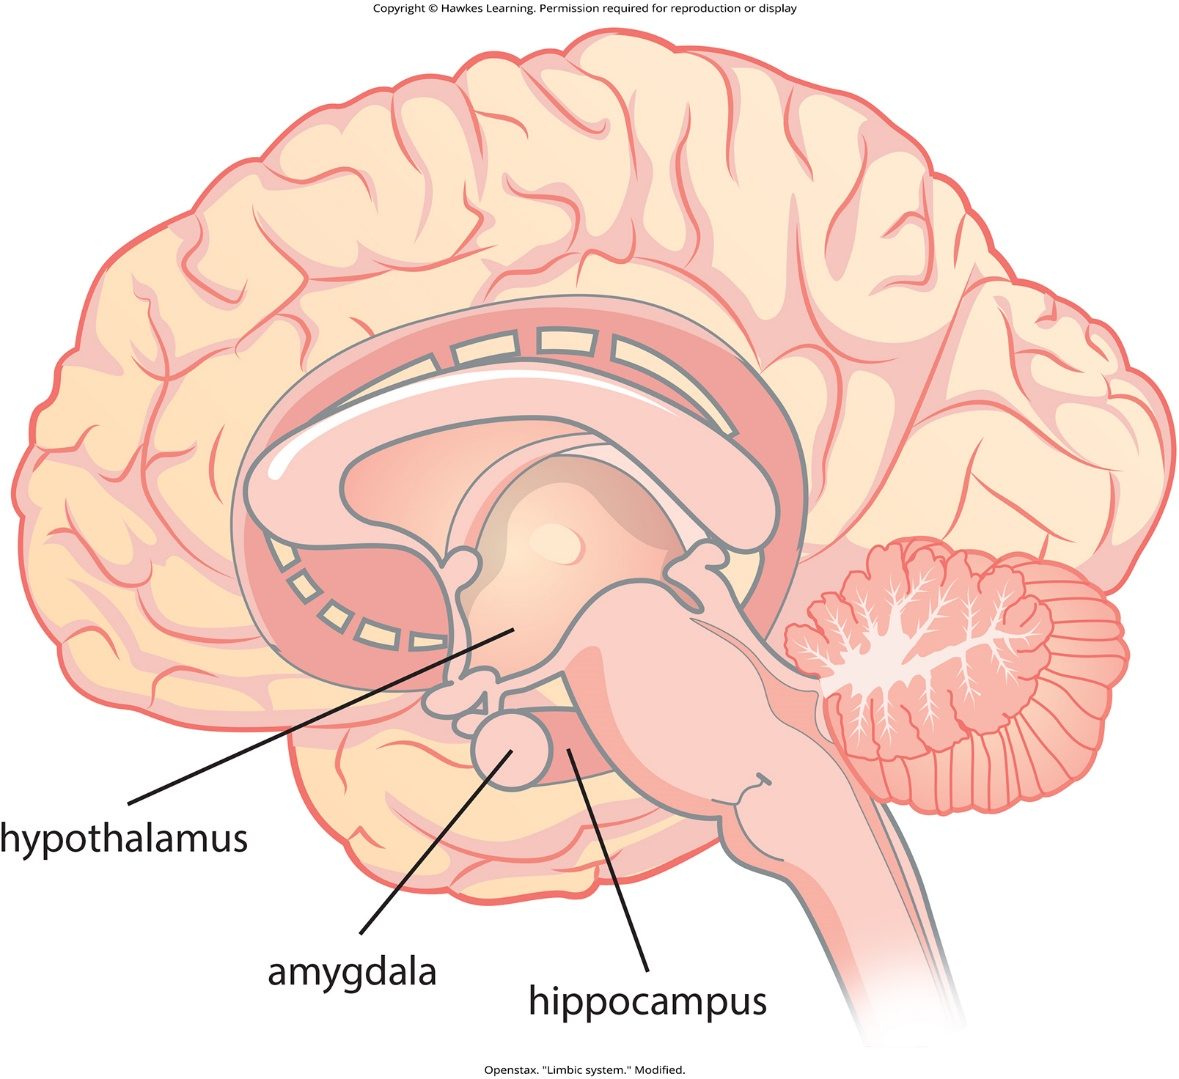 Copyright © Hawkes Learning. Permission required for reproduction or display
hypothalamus
amygdala
hippocampus
Openstax. "Limbic system." Modified.